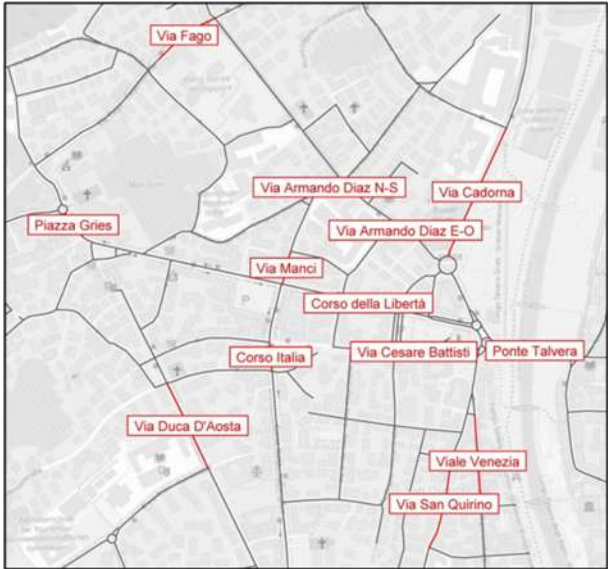 Via Fago
Via Armando Diaz N-S
Via Cadorna
Piazza Gries
Via Armando Diaz E-O
Via Manci
Corso della Libertà
Corso Italia
Via Cesare Battisti
Ponte Talvera
Via Duca D'Aosta
Viale Venezia
Via San Quirino
P